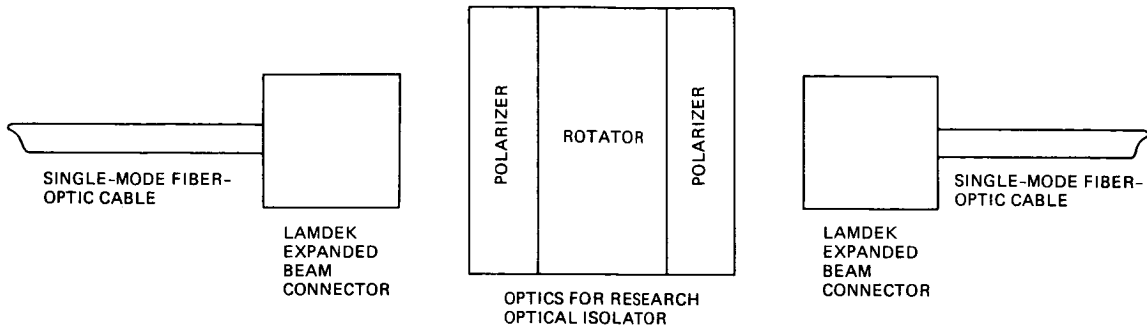 SINGLE-MODE FIBER-
OPTIC CABLE
LAMDEK
EXPANDED
BEAM
CONNECTOR
POLARIZER
ROTATOR
POLARIZER
OPTICS FOR RESEARCH
OPTICAL ISOLATOR
LAMDEK
EXPANDED
BEAM
CONNECTOR
SINGLE-MODE FIBER-
OPTIC CABLE